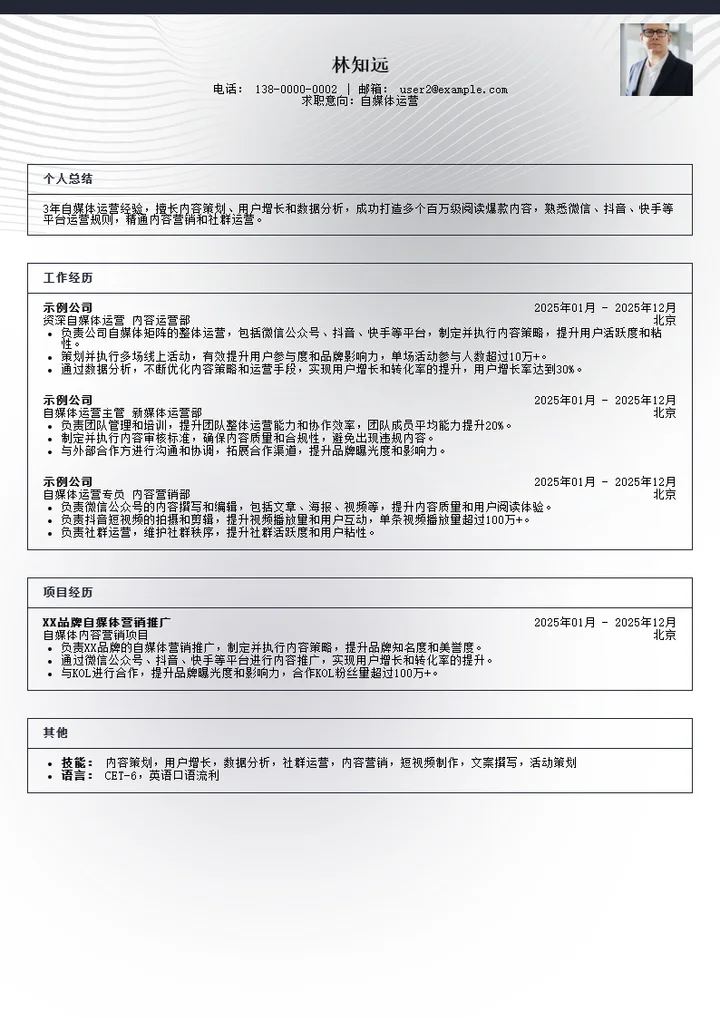 林知远
电话： 138-0000-0002 | 邮箱： user2@example.com
求职意向：自媒体运营
个人总结
3年自媒体运营经验，擅长内容策划、用户增长和数据分析，成功打造多个百万级阅读爆款内容，熟悉微信、抖音、快手等
平台运营规则，精通内容营销和社群运营。
工作经历
示例公司 2025年01月 - 2025年12月
资深自媒体运营 内容运营部 北京
• 负责公司自媒体矩阵的整体运营，包括微信公众号、抖音、快手等平台，制定并执行内容策略，提升用户活跃度和粘
性。
• 策划并执行多场线上活动，有效提升用户参与度和品牌影响力，单场活动参与人数超过10万+。
• 通过数据分析，不断优化内容策略和运营手段，实现用户增长和转化率的提升，用户增长率达到30%。
示例公司 2025年01月 - 2025年12月
自媒体运营主管 新媒体运营部 北京
• 负责团队管理和培训，提升团队整体运营能力和协作效率，团队成员平均能力提升20%。
• 制定并执行内容审核标准，确保内容质量和合规性，避免出现违规内容。
• 与外部合作方进行沟通和协调，拓展合作渠道，提升品牌曝光度和影响力。
示例公司 2025年01月 - 2025年12月
自媒体运营专员 内容营销部 北京
• 负责微信公众号的内容撰写和编辑，包括文章、海报、视频等，提升内容质量和用户阅读体验。
• 负责抖音短视频的拍摄和剪辑，提升视频播放量和用户互动，单条视频播放量超过100万+。
• 负责社群运营，维护社群秩序，提升社群活跃度和用户粘性。
项目经历
XX品牌自媒体营销推广 2025年01月 - 2025年12月
自媒体内容营销项目 北京
• 负责XX品牌的自媒体营销推广，制定并执行内容策略，提升品牌知名度和美誉度。
• 通过微信公众号、抖音、快手等平台进行内容推广，实现用户增长和转化率的提升。
• 与KOL进行合作，提升品牌曝光度和影响力，合作KOL粉丝量超过100万+。
其他
• 技能： 内容策划，用户增长，数据分析，社群运营，内容营销，短视频制作，文案撰写，活动策划
• 语言： CET-6，英语口语流利